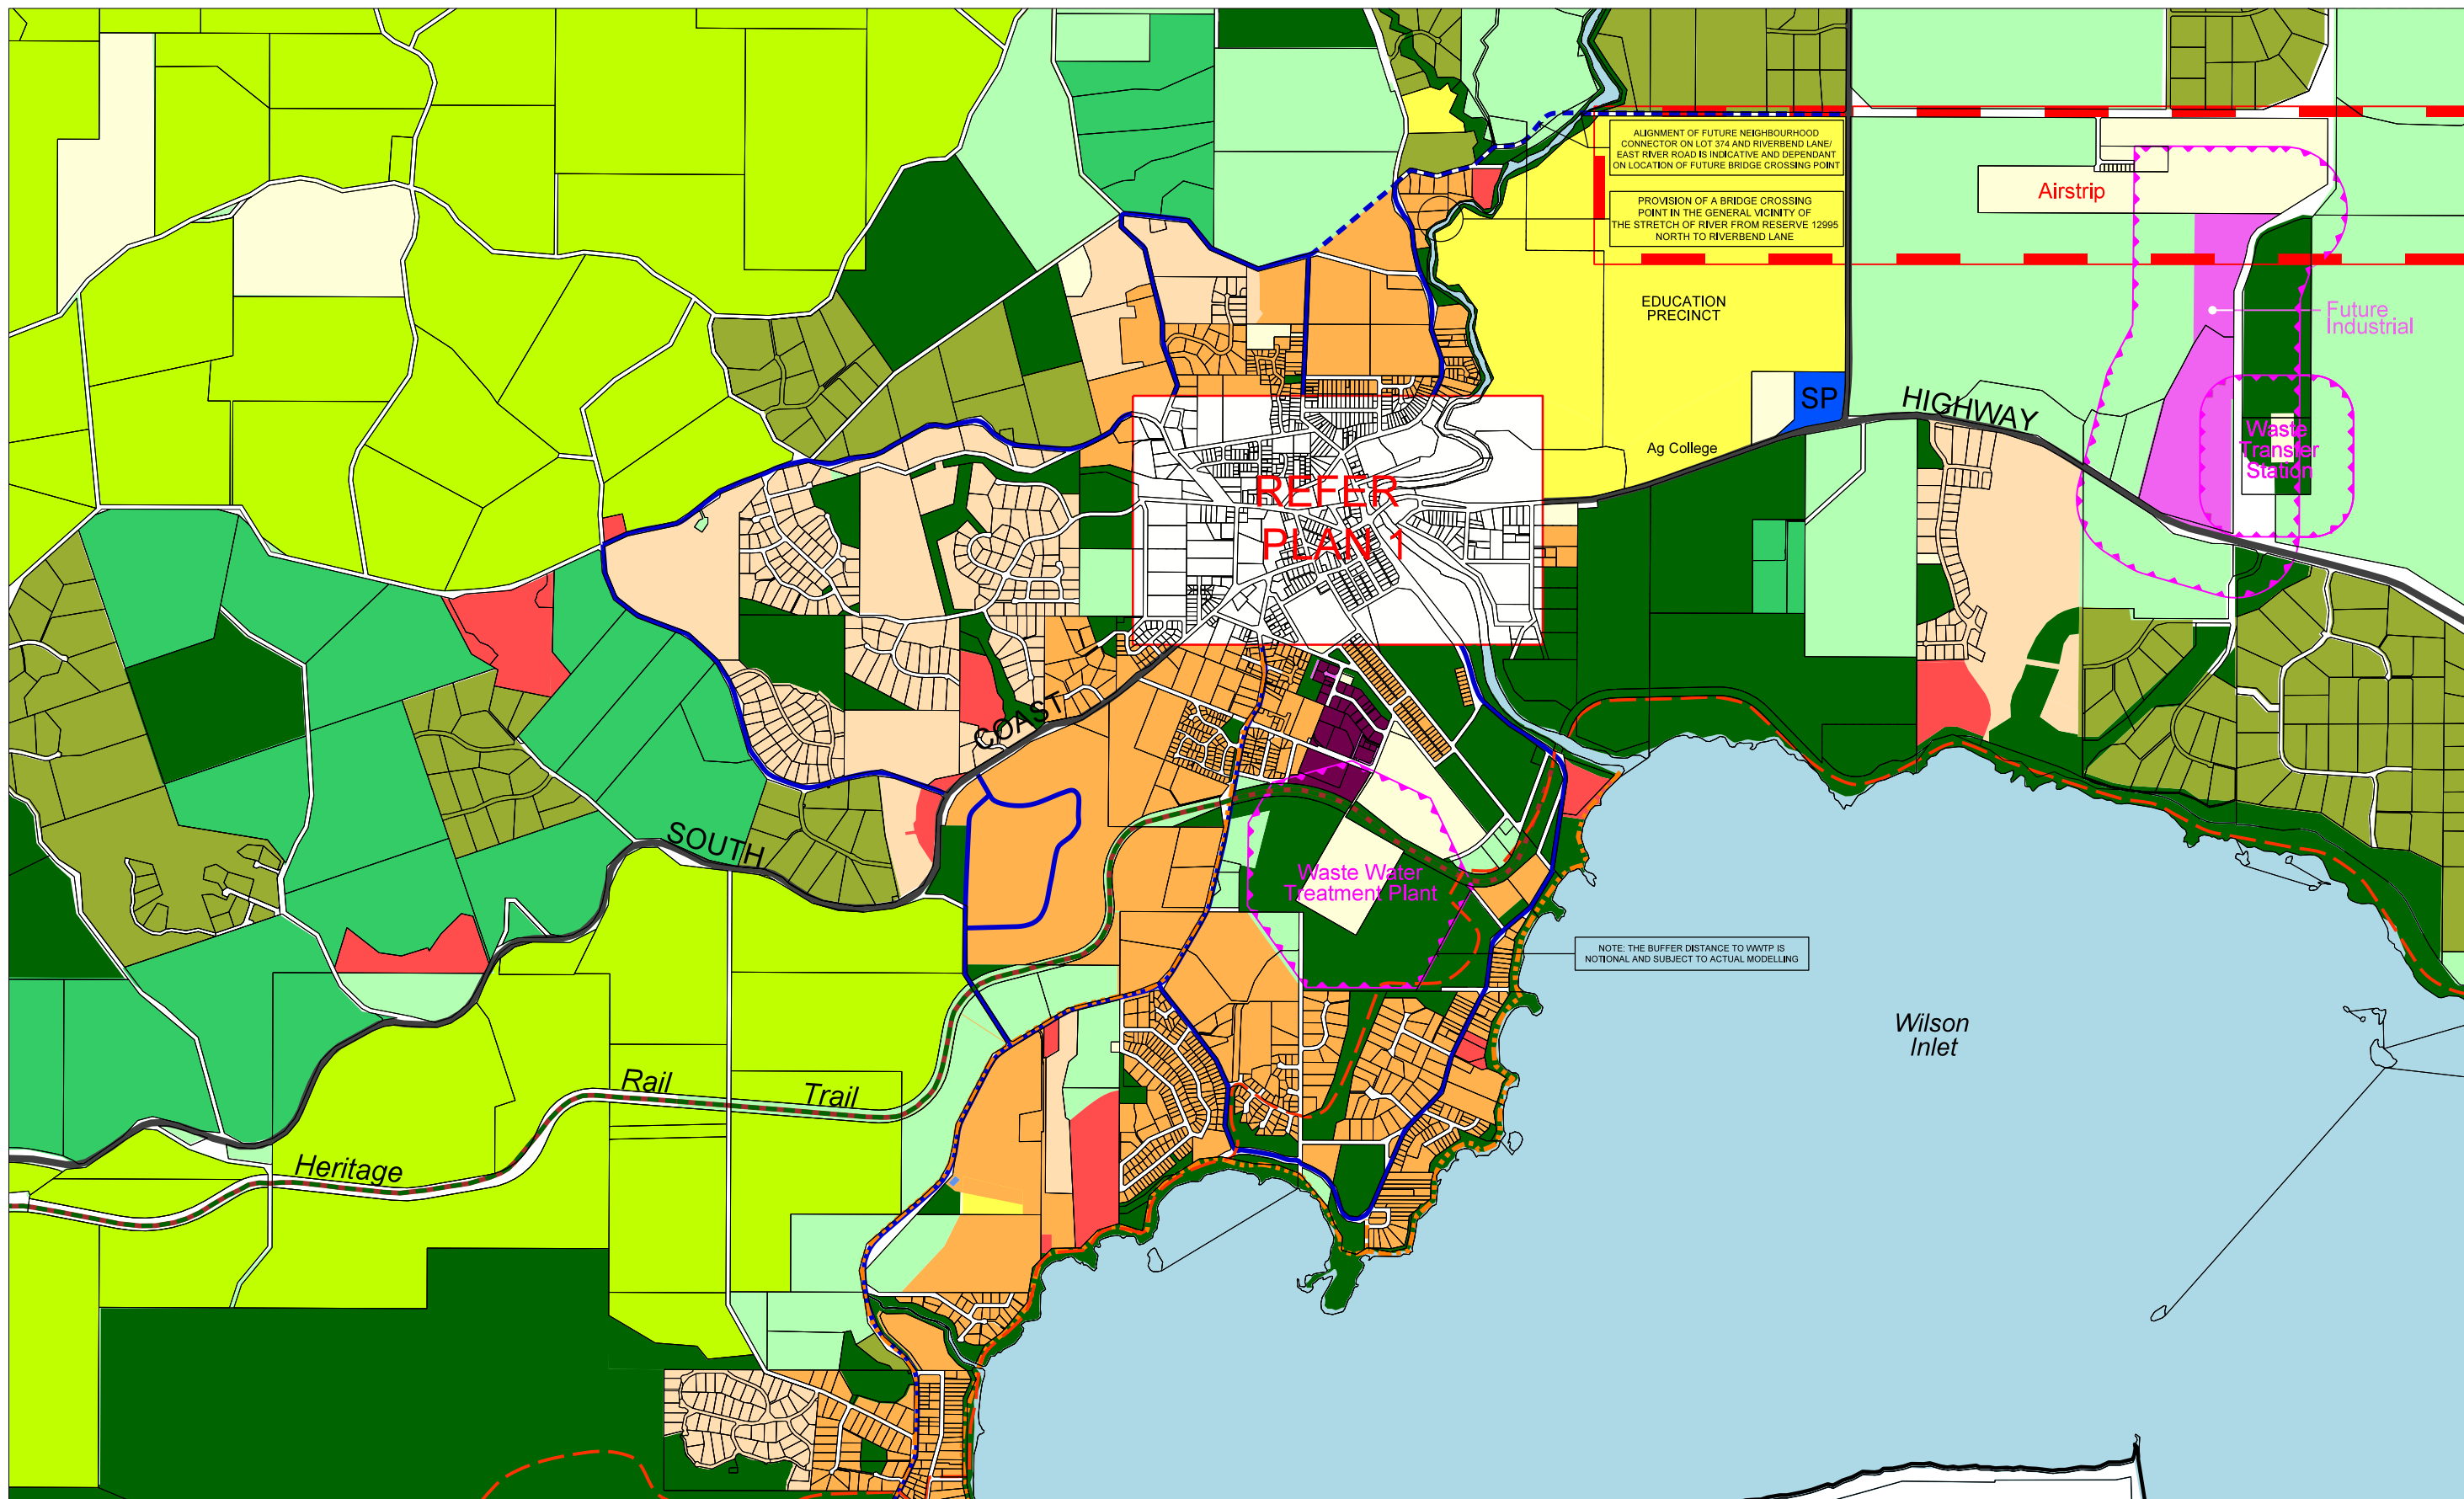 ALIGNMENT OF FUTURE NEIGHBOURHOOD
CONNECTOR ON LOT 374 AND RIVERBEND LANE/
EAST RIVER ROAD IS INDICATIVE AND DEPENDANT
ON LOCATION OF FUTURE BRIDGE CROSSING POINT
PROVISION OF A BRIDGE CROSSING
POINT IN THE GENERAL VICINITY OF
THE STRETCH OF RIVER FROM RESERVE 12995
NORTH TO RIVERBEND LANE
Airstrip
EDUCATION
PRECINCT
Future
Industrial
SP
HIGHWAY
Ag College
Waste
Transfer
Station
REFER
PLAN 1
COAST
SOUTH
Waste Water
Treatment Plant
NOTE: THE BUFFER DISTANCE TO WWTP IS
NOTIONAL AND SUBJECT TO ACTUAL MODELLING
Wilson
Inlet
Rail
Trail
Heritage